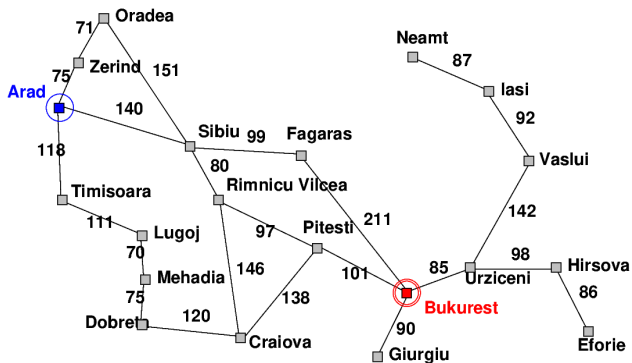 Oradea
71
Neamt
87
Zerind
75
151
Iasi
Arad
140
92
118
Sibiu
99
Fagaras
80
Vaslui
Timisoara
Rimnicu Vilcea
111
211
142
Lugoj
97
Pitesti
70
146
101
85
98
Hirsova
Mehadia
Urziceni
75
138
86
120
Bukurest
Dobreta
90
Craiova
Eforie
Giurgiu